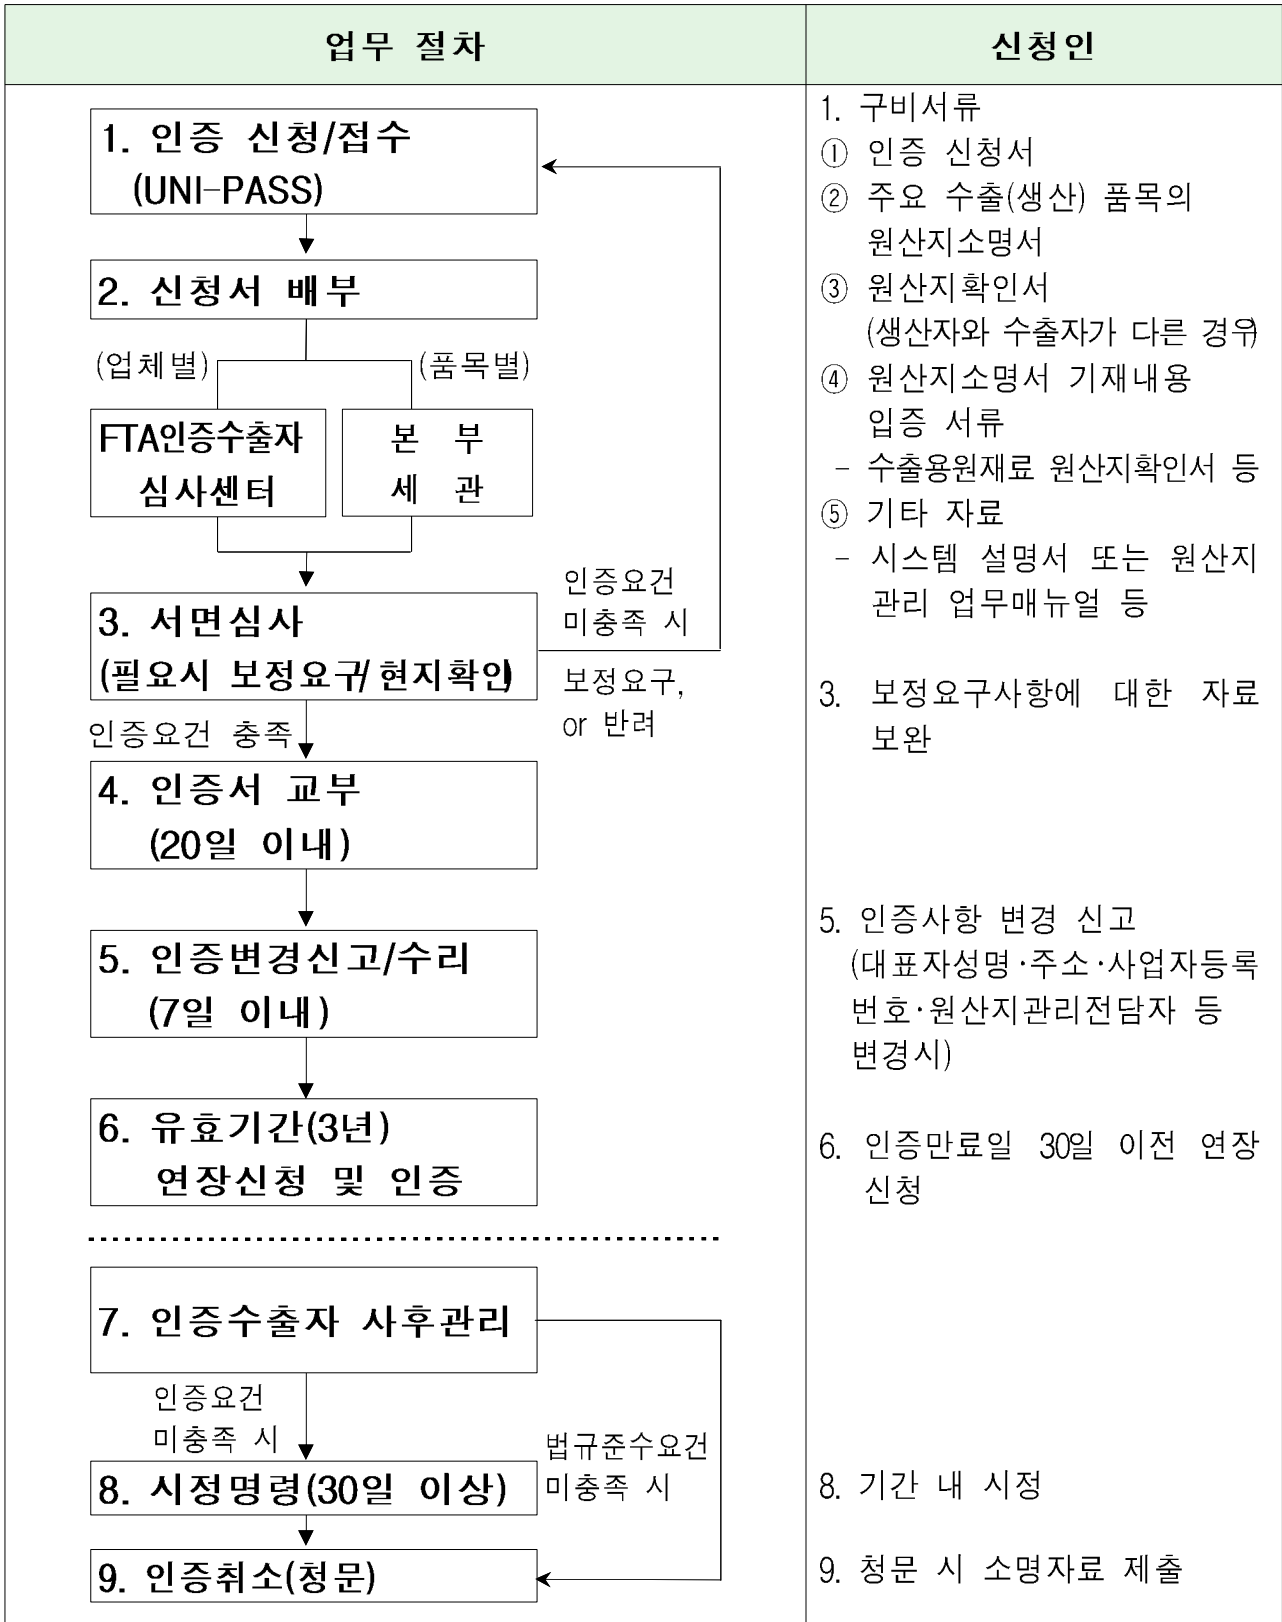 업무 절차
신청인
1. 인증 신청/접수
(UNI-PASS)
2. 신청서 배부
(업체별)
(품목별)
FTA인증수출자
심사센터
본 부
세 관
3. 서면심사
(필요시 보정요구/현지확인)
인증요건
미충족 시
보정요구,
or 반려
인증요건 충족
4. 인증서 교부
(20일 이내)
5. 인증변경신고/수리
(7일 이내)
6. 유효기간(3년)
연장신청 및 인증
7. 인증수출자 사후관리
인증요건
미충족 시
법규준수요건
미충족 시
8. 시정명령(30일 이상)
9. 인증취소(청문)
1. 구비서류
① 인증 신청서
② 주요 수출(생산) 품목의
원산지소명서
③ 원산지확인서
(생산자와 수출자가 다른 경우)
④ 원산지소명서 기재내용
입증 서류
- 수출용원재료 원산지확인서 등
⑤ 기타 자료
- 시스템 설명서 또는 원산지
관리 업무매뉴얼 등
3. 보정요구사항에 대한 자료
보완
5. 인증사항 변경 신고
(대표자성명·주소·사업자등록
번호·원산지관리전담자 등
변경시)
6. 인증만료일 30일 이전 연장
신청
8. 기간 내 시정
9. 청문 시 소명자료 제출